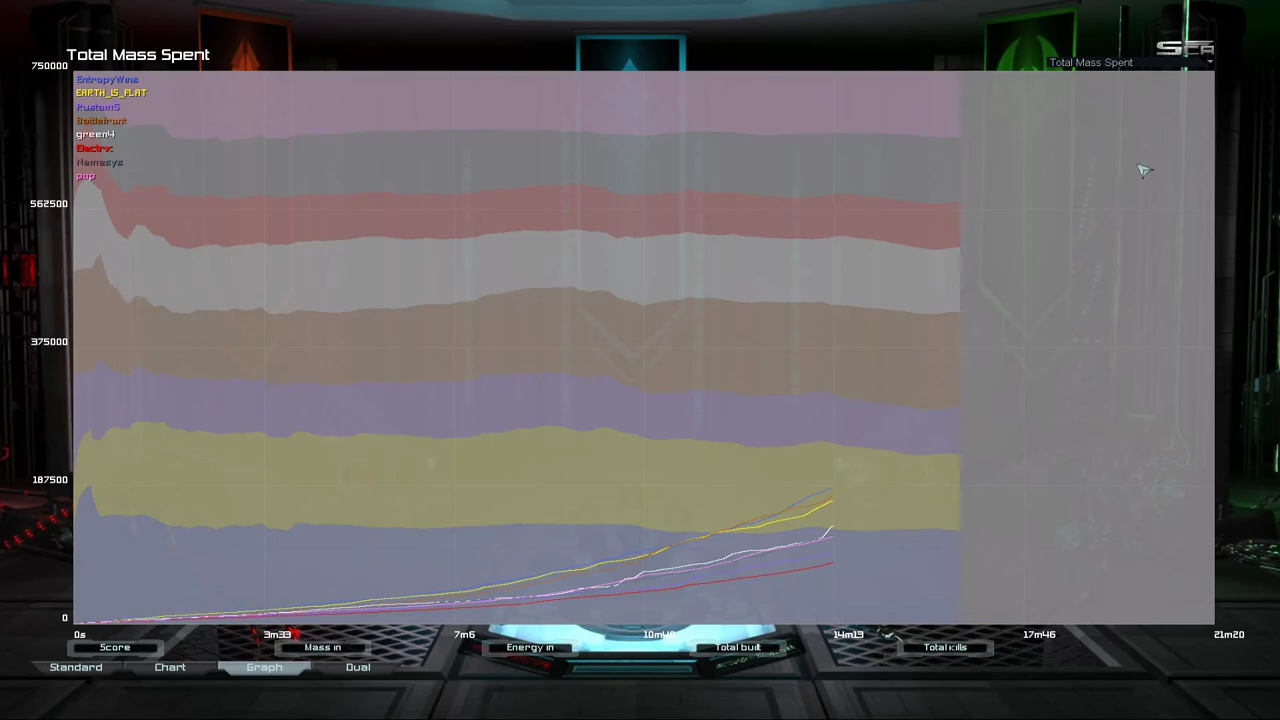 Total Mass Spent
SCA
750000
Total Mass Spent
EntropyWins
EARTH_IS_FLAT
RustamS
Battlefront
green4
Electrx
Nemesys
pop
562500
375000
187500
0
0s
3m33
7m6
10m40
14m13
17m46
21m20
Score
Mass in
Energy in
Total built
Total kills
Standard
Chart
Graph
Dual